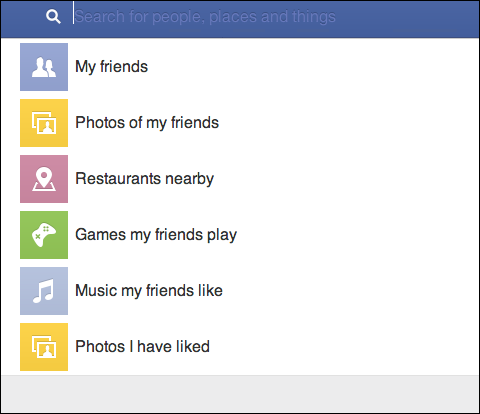 Search for people, places and things
My friends
Photos of my friends
Restaurants nearby
Games my friends play
Music my friends like
Photos I have liked